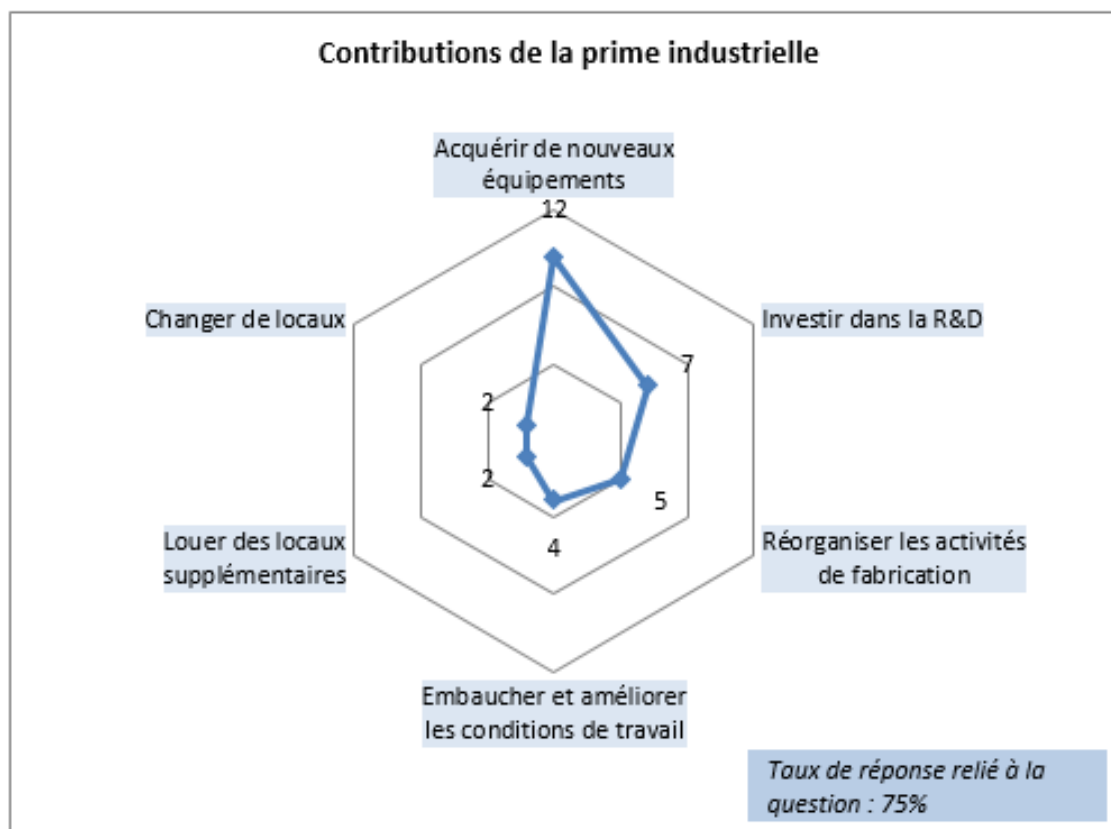 Contributions de la prime industrielle
Acquérir de nouveaux
équipements
12
Changer de locaux
Investir dans la R&D
7
2
2
5
Louer des locaux
supplémentaires
Réorganiser les activités
de fabrication
4
Embaucher et améliorer
les conditions de travail
Taux de réponse relié à la
question : 75%